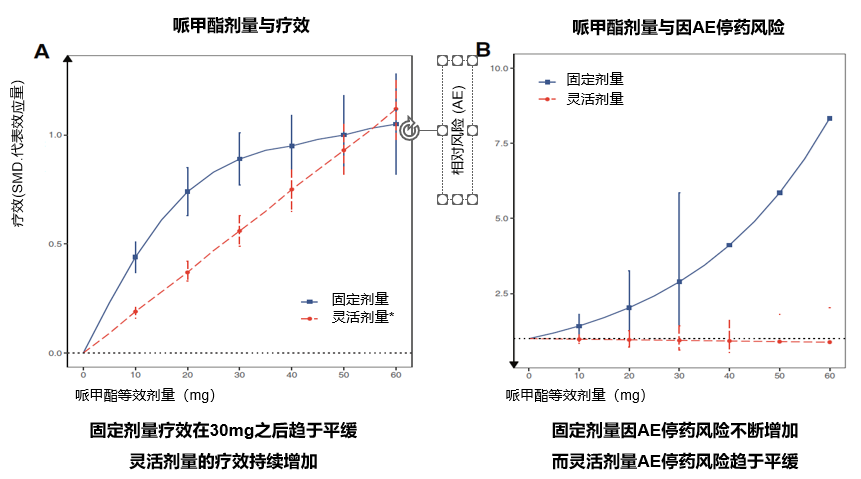 哌甲酯剂量与疗效
A
疗效(SMD.代表效应量)
1.0
0.5
0.0
固定剂量
灵活剂量*
0
10
20
30
40
50
60
哌甲酯等效剂量（mg）
固定剂量疗效在30mg之后趋于平缓
灵活剂量的疗效持续增加
哌甲酯剂量与因AE停药风险
B
相对风险 (AE)
10.0
7.5
5.0
2.5
固定剂量
灵活剂量
0
10
20
30
40
50
60
哌甲酯等效剂量（mg）
固定剂量因AE停药风险不断增加
而灵活剂量AE停药风险趋于平缓